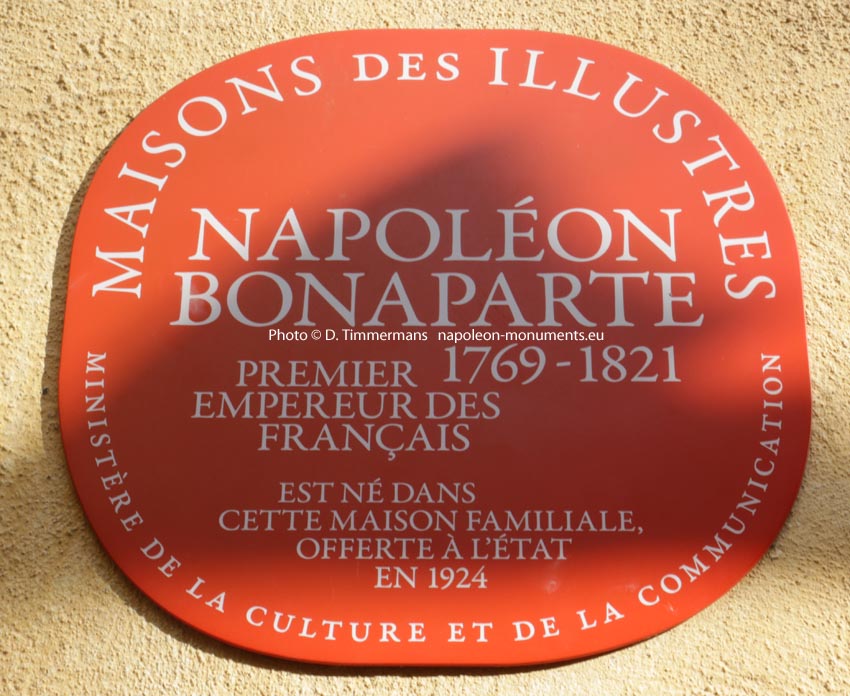 MAISONS DES ILLUSTRES
NAPOLÉON
BONAPARTE
Photo © D. Timmermans napoleon-monuments.eu
1769-1821
PREMIER
EMPEREUR DES
FRANÇAIS
EST NÉ DANS
CETTE MAISON FAMILIALE,
OFFERTE À L'ÉTAT
EN 1924
MINISTÈRE DE LA CULTURE ET DE LA COMMUNICATION